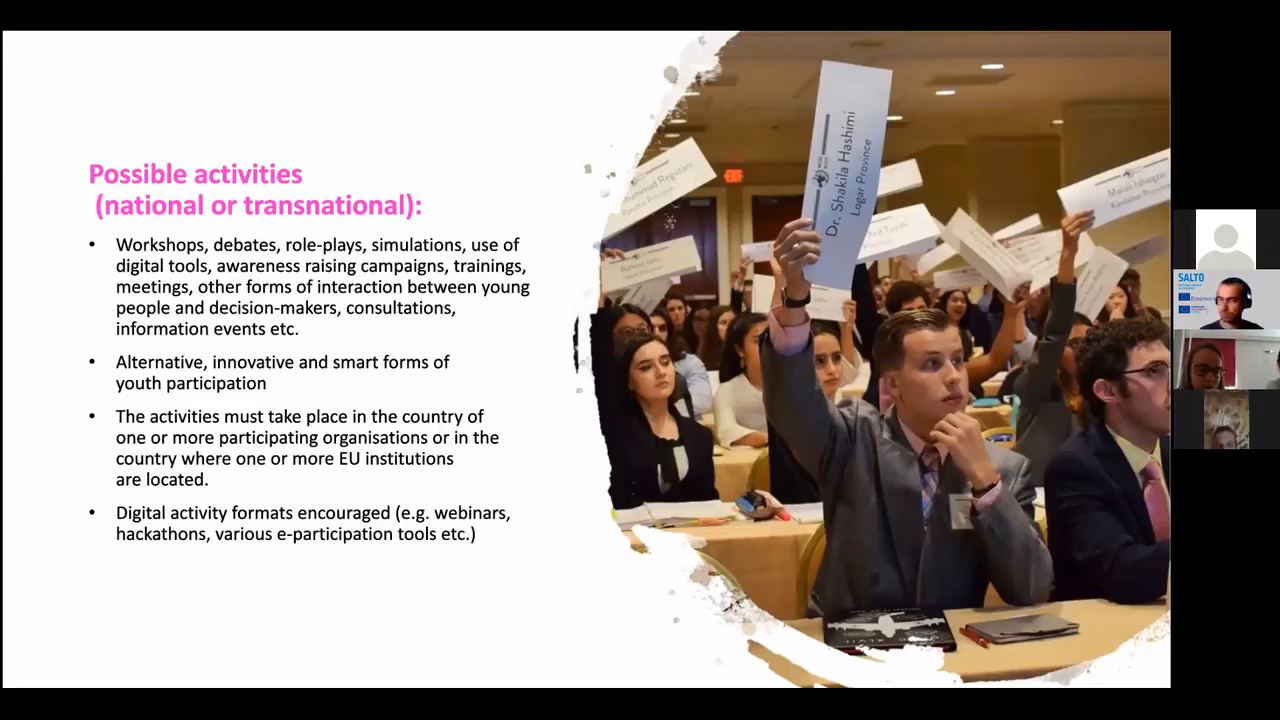 Possible activities
(national or transnational):
• Workshops, debates, role-plays, simulations, use of
digital tools, awareness raising campaigns, trainings,
meetings, other forms of interaction between young
people and decision-makers, consultations,
information events etc.
• Alternative, innovative and smart forms of
youth participation
• The activities must take place in the country of
one or more participating organisations or in the
country where one or more EU institutions
are located.
• Digital activity formats encouraged (e.g. webinars,
hackathons, various e-participation tools etc.)
Dr. Shakila Hashimi
Logar Province
Malali Ishaqzai
Kandahar Province
EXIT
SALTO